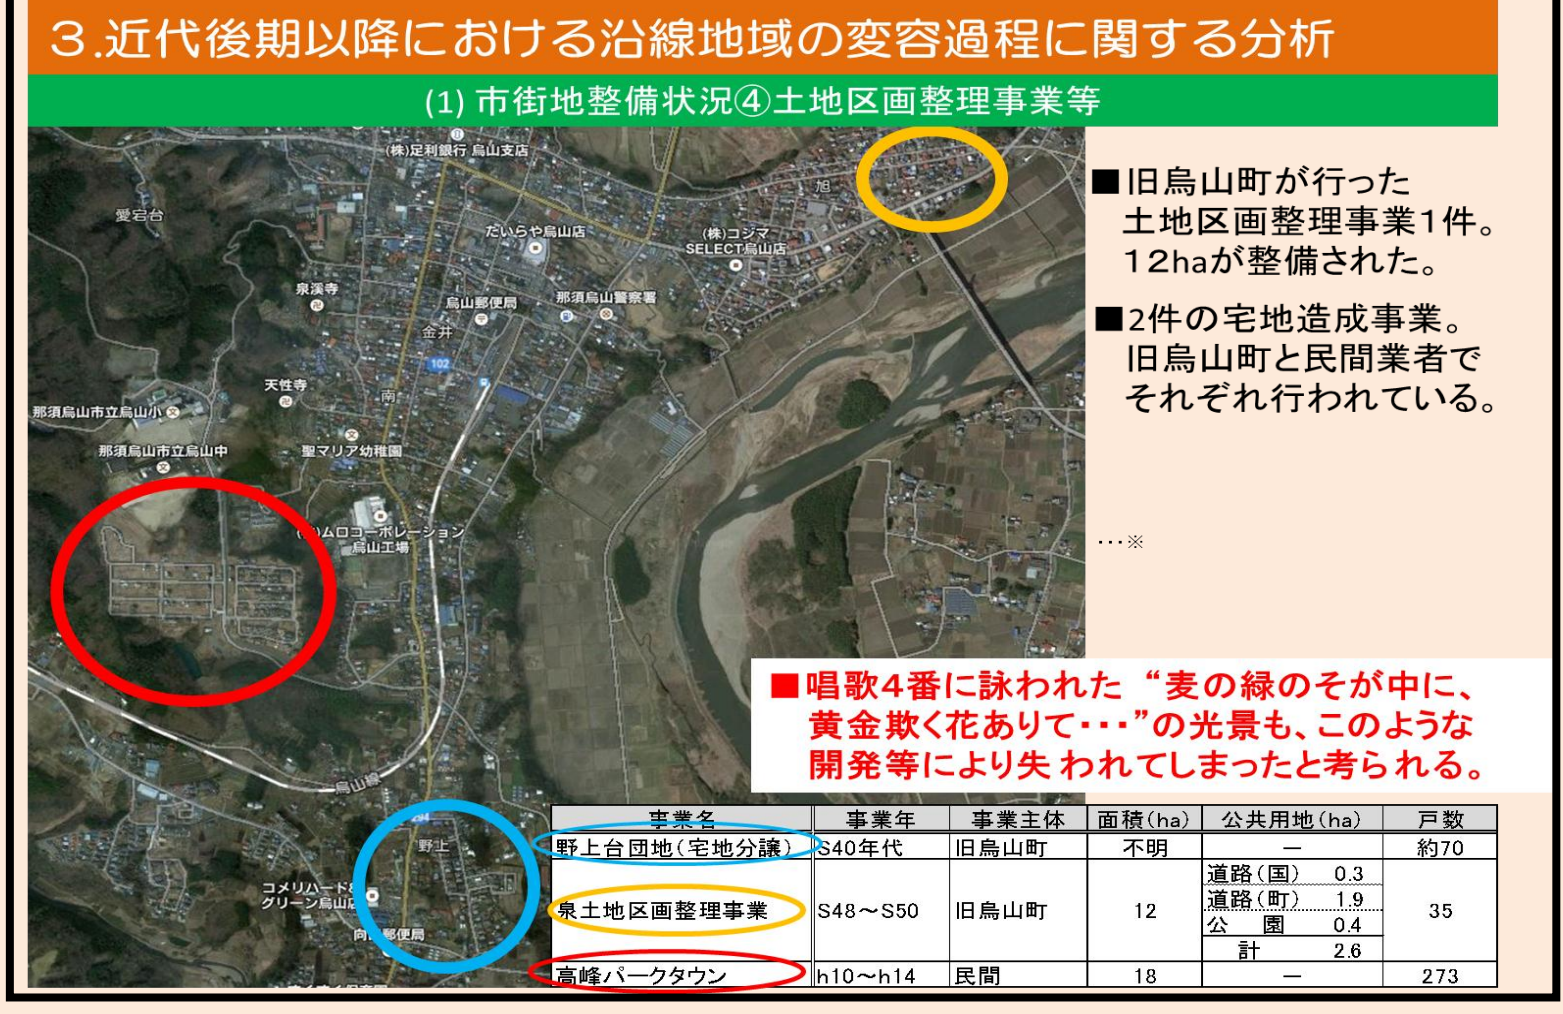 ３.近代後期以降における沿線地域の変容過程に関する分析
(1) 市街地整備状況④土地区画整理事業等
(株)足利銀行 烏山支店
愛宕台
旭
たいらや烏山店
(株)コジマ
SELECT烏山店
泉溪寺
烏山郵便局
那須烏山警察署
金井
102
天性寺
南
那須烏山市立烏山小
那須烏山市立烏山中
聖マリア幼稚園
)ムロコーポレーション
烏山工場
烏山線
294
野上
コメリハード&
グリーン烏山店
向田郵便局
■旧烏山町が行った
土地区画整理事業１件。
１２haが整備された。
■2件の宅地造成事業。
旧烏山町と民間業者で
それぞれ行われている。
…※
■唱歌４番に詠われた “麦の緑のそが中に、
黄金欺く花ありて・・・”の光景も、このような
開発等により失われてしまったと考られる。
事業名 事業年 事業主体 面積(ha) 公共用地(ha) 戸数
野上台団地(宅地分譲) S40年代 旧烏山町 不明 ― 約70
泉土地区画整理事業 S48～S50 旧烏山町 12 35
道路(国) 0.3
道路(町) 1.9
公　園 0.4
計 2.6
高峰パークタウン h10～h14 民間 18 ― 273